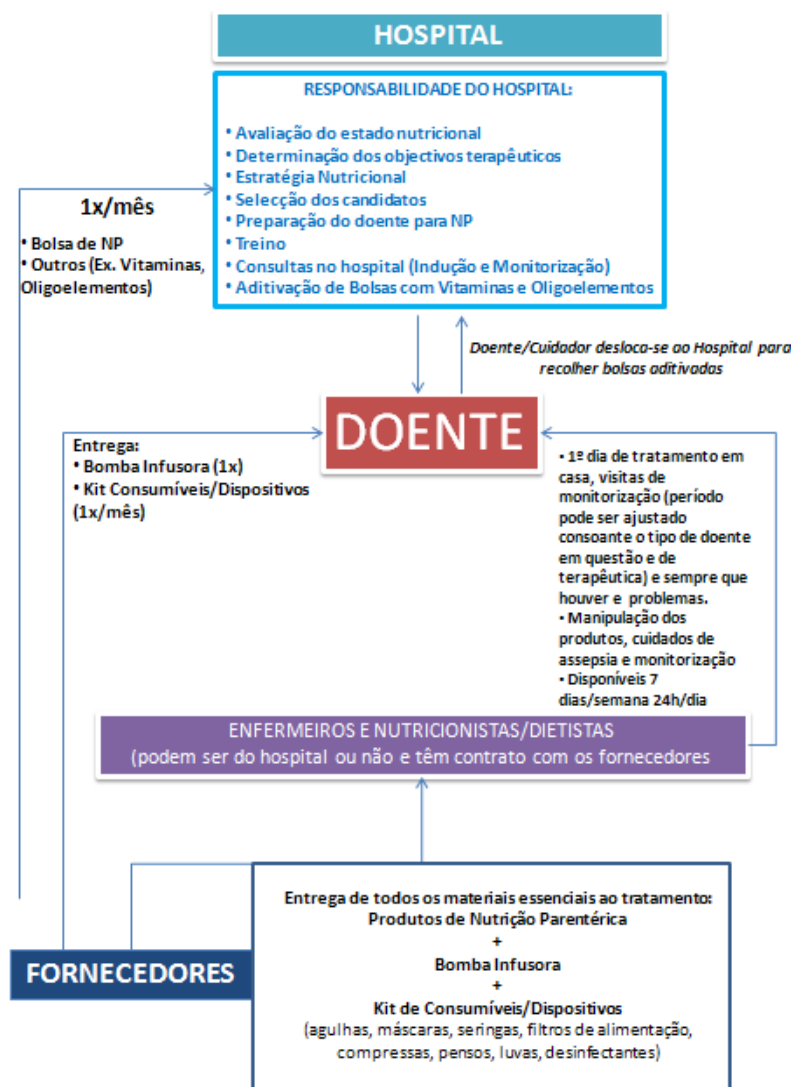 HOSPITAL
RESPONSABILIDADE DO HOSPITAL:
• Avaliação do estado nutricional
• Determinação dos objectivos terapêuticos
• Estratégia Nutricional
• Selecção dos candidatos
• Preparação do doente para NP
• Treino
• Consultas no hospital (Indução e Monitorização)
• Aditivação de Bolsas com Vitaminas e Oligoelementos
1x/mês
• Bolsa de NP
• Outros (Ex. Vitaminas,
Oligoelementos)
Doente/Cuidador desloca-se ao Hospital para
recolher bolsas aditivadas
DOENTE
Entrega:
• Bomba Infusora (1x)
• Kit Consumíveis/Dispositivos
(1x/mês)
• 1º dia de tratamento em
casa, visitas de
monitorização (período
pode ser ajustado
consoante o tipo de doente
em questão e de
terapêutica) e sempre que
houver e problemas.
• Manipulação dos
produtos, cuidados de
assepsia e monitorização
• Disponíveis 7
dias/semana 24h/dia
ENFERMEIROS E NUTRICIONISTAS/DIETISTAS
(podem ser do hospital ou não e têm contrato com os fornecedores
FORNECEDORES
Entrega de todos os materiais essenciais ao tratamento:
Produtos de Nutrição Parentérica
+
Bomba Infusora
+
Kit de Consumíveis/Dispositivos
(agulhas, máscaras, seringas, filtros de alimentação,
compressas, pensos, luvas, desinfectantes)